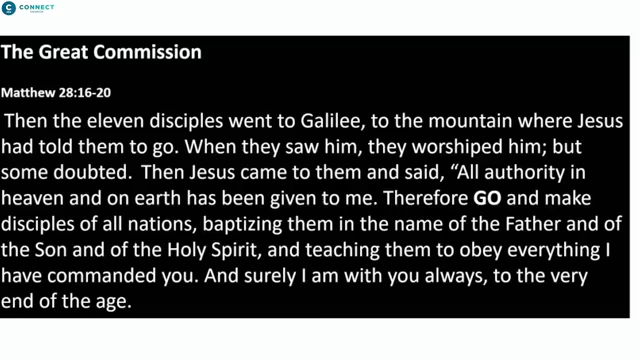 C
CONNECT
The Great Commission
Matthew 28:16-20
Then the eleven disciples went to Galilee, to the mountain where Jesus
had told them to go. When they saw him, they worshiped him; but
some doubted. Then Jesus came to them and said, “All authority in
heaven and on earth has been given to me. Therefore GO and make
disciples of all nations, baptizing them in the name of the Father and of
the Son and of the Holy Spirit, and teaching them to obey everything I
have commanded you. And surely I am with you always, to the very
end of the age.